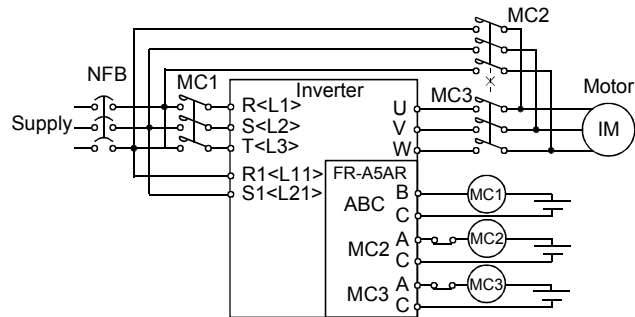 MC2
NFB
MC1
Inverter
Motor
R<L1>
U
MC3
Supply
S<L2>
V
IM
T<L3>
W
R1<L11>
FR-A5AR
S1<L21>
B
MC1
ABC
C
A
MC2
MC2
C
A
MC3
MC3
C